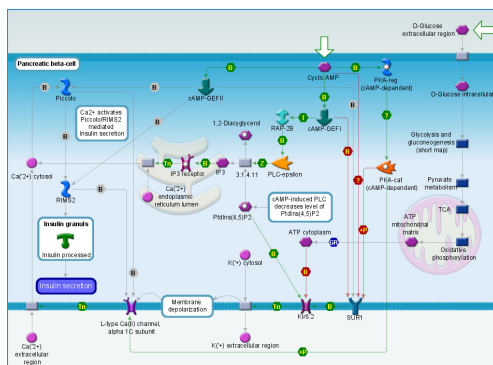 D-Glucose
extracellular region
Pancreatic beta-cell
B
B
Cyclic AMP
B
PKA-reg
(cAMP-dependent)
Piccolo
B
B
cAMP-GEFII
D-Glucose intracellular
Ca2+ activates
Piccolo/RIMS2
mediated
Insulin secretion
B
B
B
B
1,2-Diacyglycerol
RAP-2B
T
cAMP-GEFI
?
Glycolysis and
gluconeogenesis
(short map)
B
B
Ca('2+) cytosol
Tn
IP3 receptor
B
IP3
3.1.4.11
Z
PLC-epsilon
PKA-cat
(cAMP-dependent)
Pyruvate
metabolism
RIMS2
B
Ca('2+)
endoplasmic
reticulum lumen
cAMP-induced PLC
decreases level of
PtdIns(4,5)P2
PtdIns(4,5)P2
TCA
ATP
mitochondrial
matrix
Insulin granuls
Insulin processed
ATP cytoplasm
GR
+P
Oxidative
phosphorylation
K('+) cytosol
B
B
Insulin secretion
B
Membrane
depolarization
Tn
Tn
B
Ca('2+)
extracellular
region
L-type Ca(II) channel,
alpha 1C subunit
K('+) extracellular region
Kir6.2
SUR1
+P